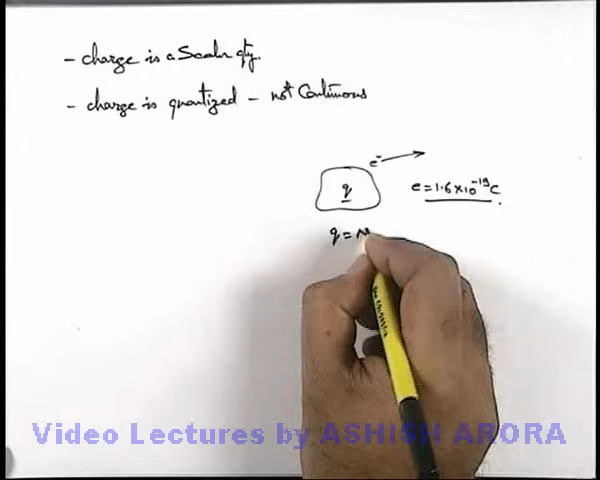 - charge is a Scalar qty.
- charge is quantized - not Continuous
e⁻
q
e = 1.6×10⁻¹⁹C
q = N
Video Lectures by ASHISH ARORA